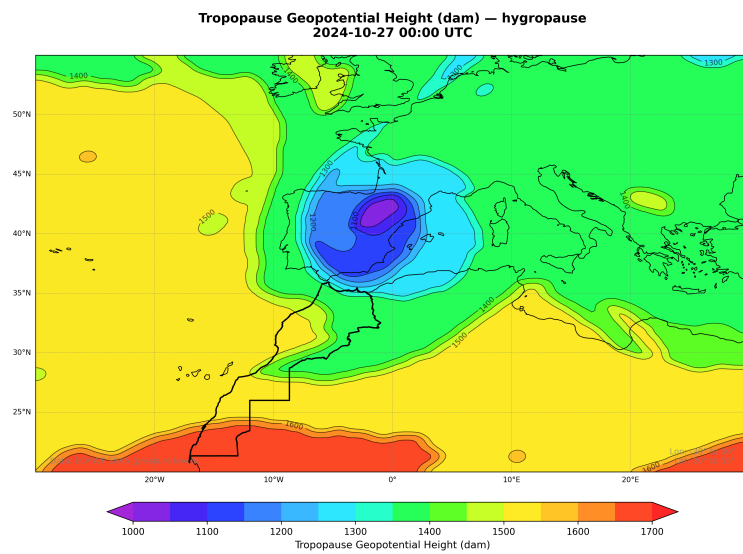 Tropopause Geopotential Height (dam) — hygropause
2024-10-27 00:00 UTC
1400
1400
1300
1300
50°N
45°N
1300
1400
1500
1200
1100
40°N
35°N
1400
1500
30°N
25°N
1600
1600
20°W
10°W
0°
10°E
20°E
1000
1100
1200
1300
1400
1500
1600
1700
Tropopause Geopotential Height (dam)